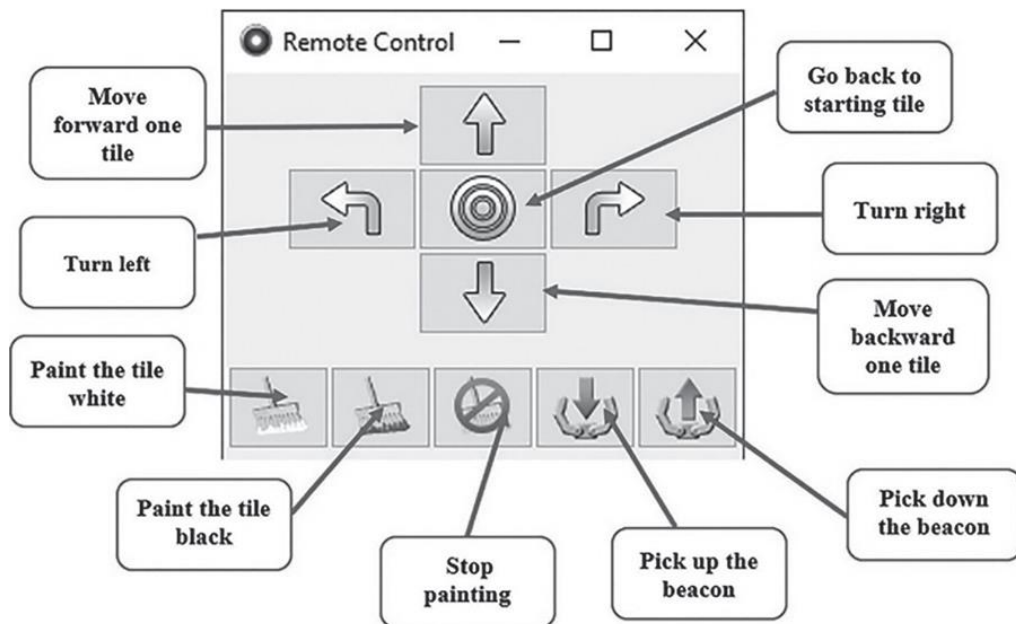 Remote Control
Move
forward one
tile
Go back to
starting tile
Turn left
Turn right
Move
backward
one tile
Paint the tile
white
Paint the tile
black
Stop
painting
Pick up the
beacon
Pick down
the beacon